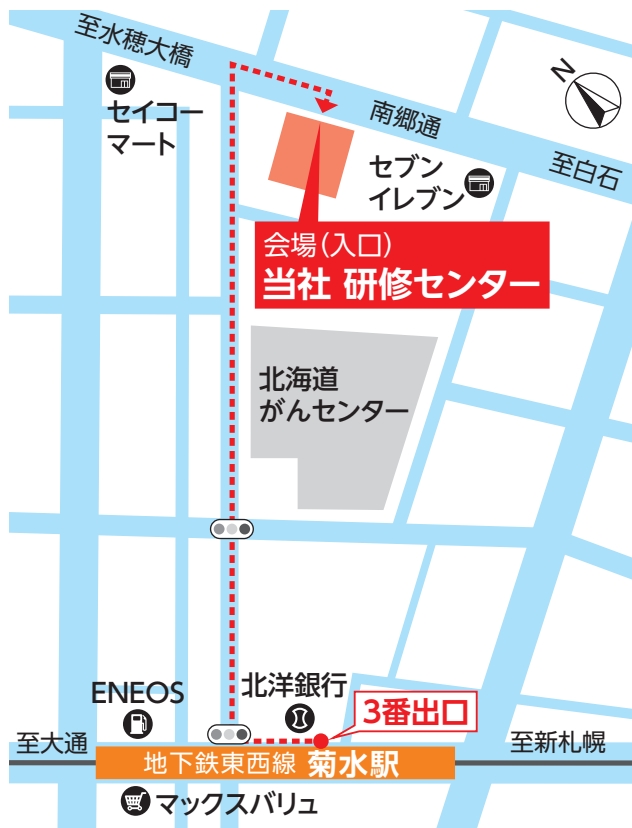 至水穂大橋
セイコー
マート
N
南郷通
至白石
セブン
イレブン
会場(入口)
当社 研修センター
北海道
がんセンター
ENEOS
北洋銀行
3番出口
至大通
地下鉄東西線 菊水駅
至新札幌
マックスバリュ